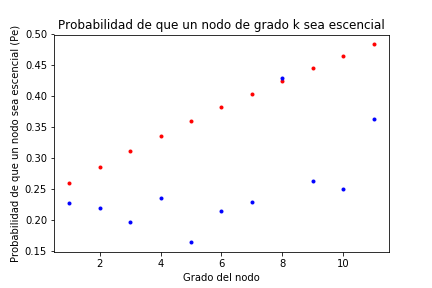 Probabilidad de que un nodo de grado k sea escencial
Probabilidad de que un nodo sea escencial (Pe)
0.50
0.45
0.40
0.35
0.30
0.25
0.20
0.15
2 4 6 8 10
Grado del nodo